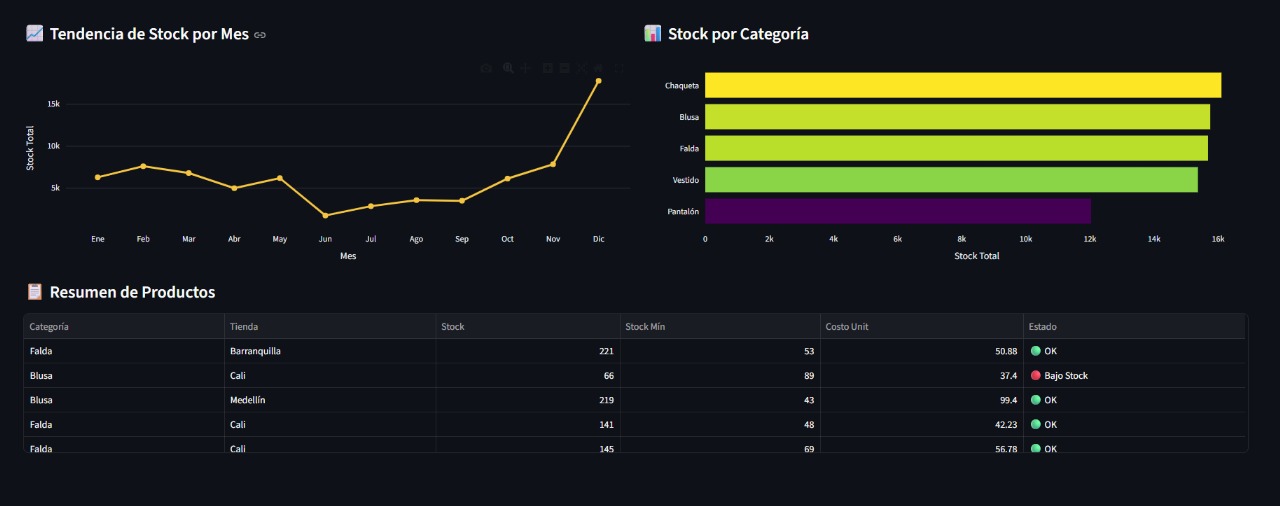 Tendencia de Stock por Mes
Stock Total
15k
10k
5k
Ene Feb Mar Abr May Jun Jul Ago Sep Oct Nov Dic
Mes
Stock por Categoría
Chaqueta
Blusa
Falda
Vestido
Pantalón
0 2k 4k 6k 8k 10k 12k 14k 16k
Stock Total
Resumen de Productos
Categoría Tienda Stock Stock Mín Costo Unit Estado
Falda Barranquilla 221 53 50.88 OK
Blusa Cali 66 89 37.4 Bajo Stock
Blusa Medellín 219 43 99.4 OK
Falda Cali 141 48 42.23 OK
Falda Cali 145 69 56.78 OK